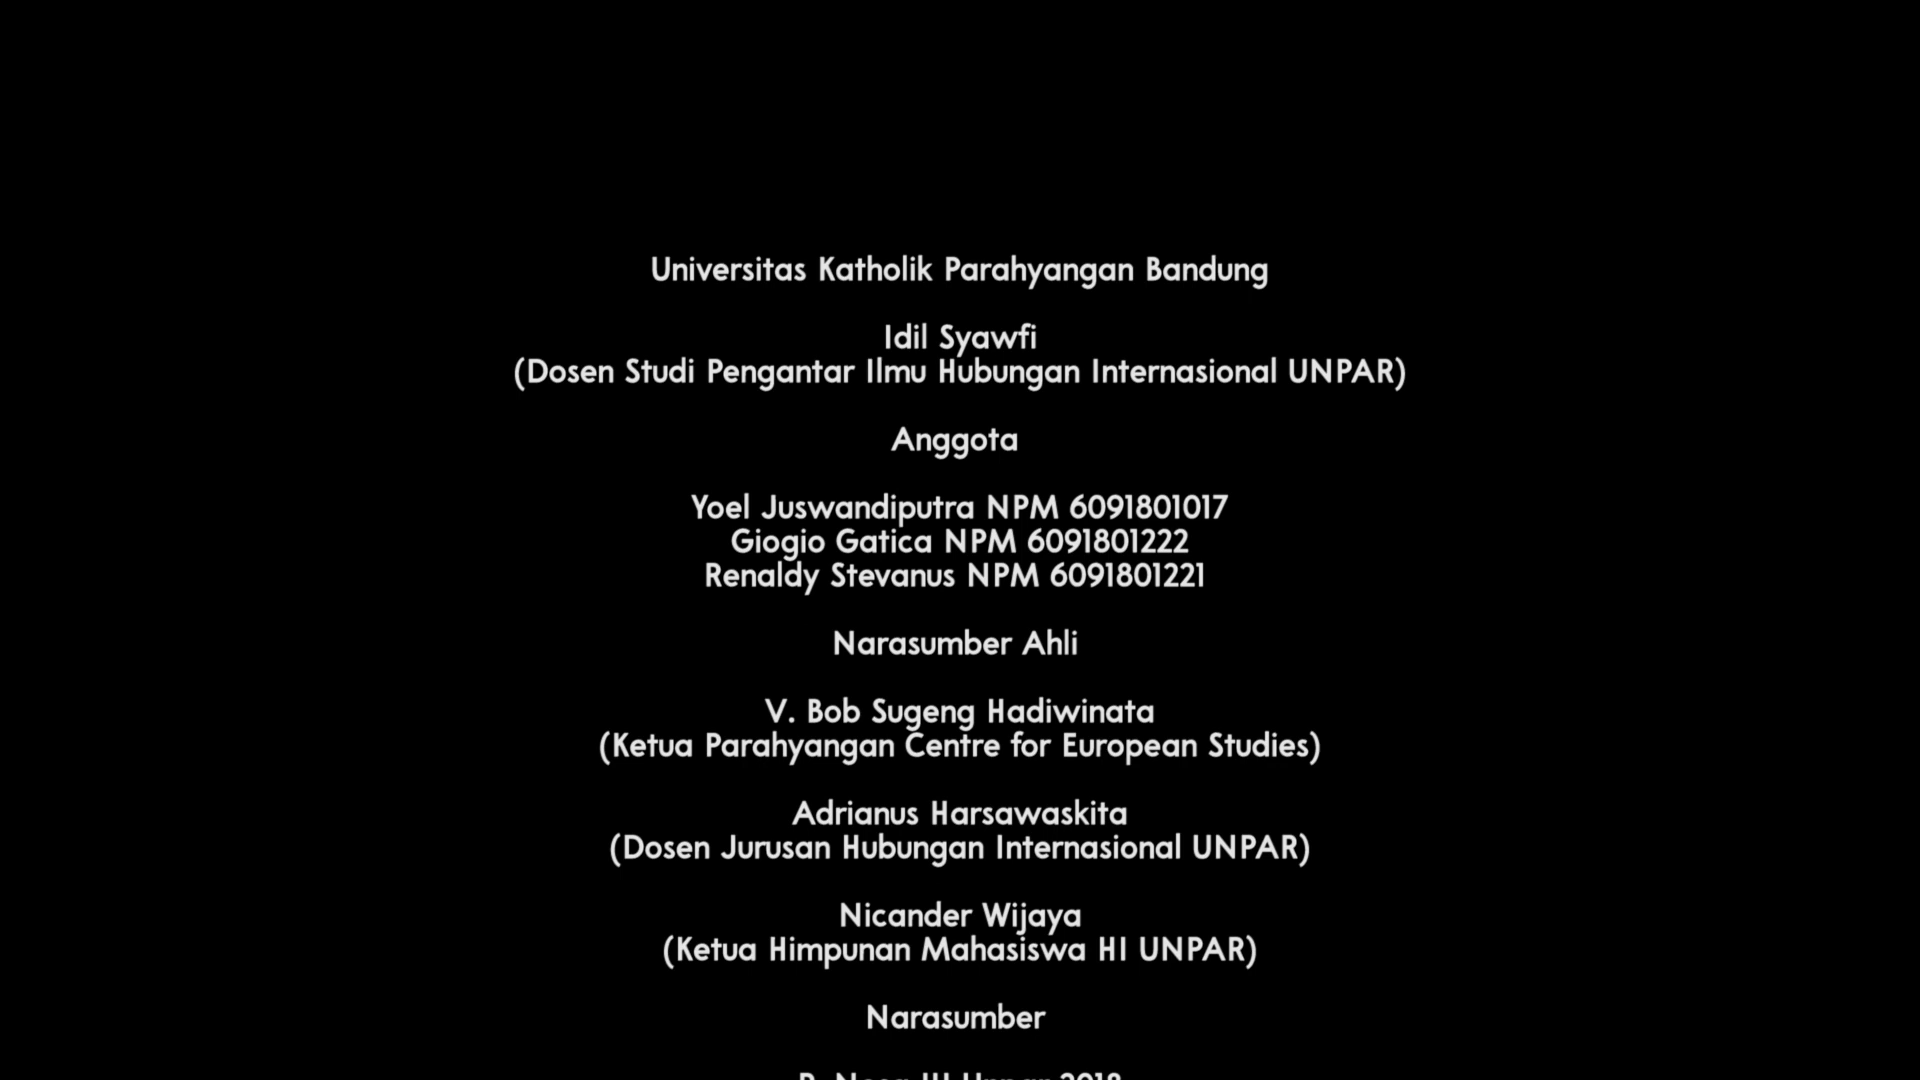 Universitas Katholik Parahyangan Bandung
Idil Syawfi
(Dosen Studi Pengantar Ilmu Hubungan Internasional UNPAR)
Anggota
Yoel Juswandiputra NPM 6091801017
Giogio Gatica NPM 6091801222
Renaldy Stevanus NPM 6091801221
Narasumber Ahli
V. Bob Sugeng Hadiwinata
(Ketua Parahyangan Centre for European Studies)
Adrianus Harsawaskita
(Dosen Jurusan Hubungan Internasional UNPAR)
Nicander Wijaya
(Ketua Himpunan Mahasiswa HI UNPAR)
Narasumber